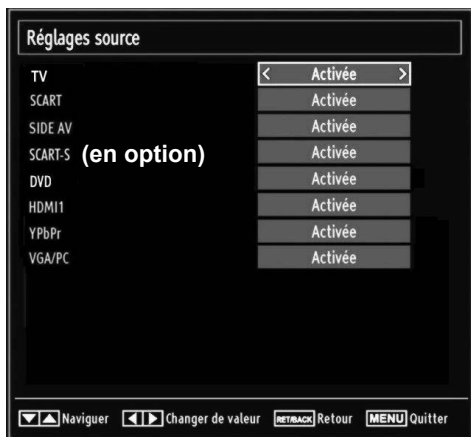 Réglages source
TV < Activée >
SCART Activée
SIDE AV Activée
SCART-S (en option) Activée
DVD Activée
HDMI1 Activée
YPbPr Activée
VGA/PC Activée
Naviguer Changer de valeur RET/BACK Retour MENU Quitter